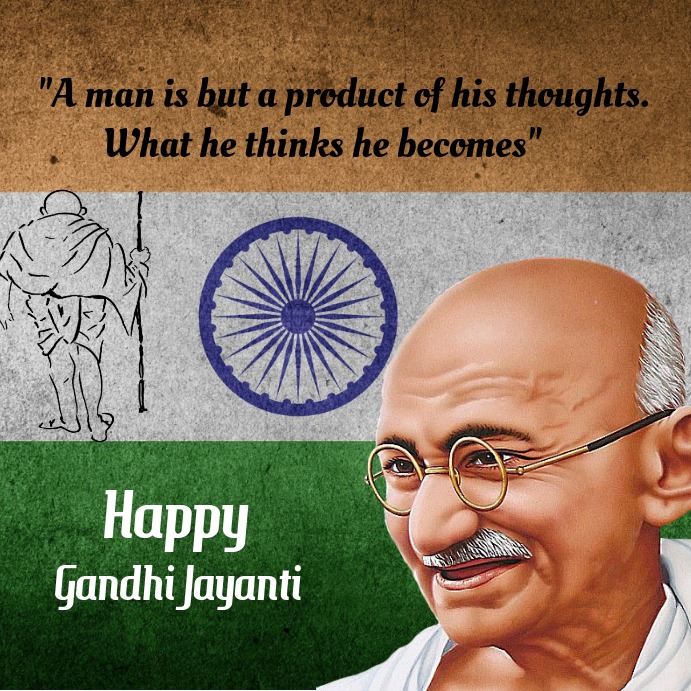 "A man is but a product of his thoughts.
What he thinks he becomes"
Happy
Gandhi Jayanti